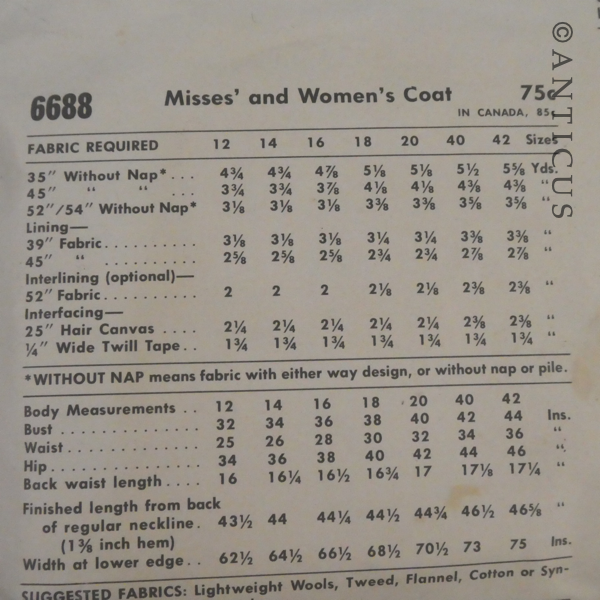 6688 Misses’ and Women’s Coat 75¢
IN CANADA, 85¢
FABRIC REQUIRED 12 14 16 18 20 40 42 Sizes
35″ Without Nap* . . . 4¾ 4¾ 4⅞ 5⅛ 5⅛ 5½ 5⅝ Yds.
45″ “ “ . . . 3¾ 3¾ 3⅞ 4⅛ 4⅛ 4⅜ 4⅜ “
52″/54″ Without Nap* 3⅛ 3⅛ 3⅛ 3⅜ 3⅜ 3⅝ 3⅝ “
Lining—
39″ Fabric . . . . . . . . . . 3⅛ 3⅛ 3⅛ 3¼ 3¼ 3⅜ 3⅜ “
45″ “ . . . . . . . . . . 2⅝ 2⅝ 2⅝ 2¾ 2¾ 2⅞ 2⅞ “
Interlining (optional)—
52″ Fabric . . . . . . . . . . 2 2 2 2⅛ 2⅛ 2⅜ 2⅜ “
Interfacing—
25″ Hair Canvas . . . . 2¼ 2¼ 2¼ 2¼ 2¼ 2⅜ 2⅜ “
¼″ Wide Twill Tape . . 1¾ 1¾ 1¾ 1¾ 1¾ 1¾ 1¾ “
*WITHOUT NAP means fabric with either way design, or without nap or pile.
Body Measurements . . 12 14 16 18 20 40 42
Bust . . . . . . . . . . . . . . 32 34 36 38 40 42 44 Ins.
Waist . . . . . . . . . . . . . 25 26 28 30 32 34 36 “
Hip . . . . . . . . . . . . . . . 34 36 38 40 42 44 46 “
Back waist length . . . . 16 16¼ 16½ 16¾ 17 17⅛ 17¼ “
Finished length from back
of regular neckline . 43½ 44 44¼ 44½ 44¾ 46½ 46⅝ “
(1⅜ inch hem)
Width at lower edge . . 62½ 64½ 66½ 68½ 70½ 73 75 Ins.
SUGGESTED FABRICS: Lightweight Wools, Tweed, Flannel, Cotton or Syn-
©ANTICUS